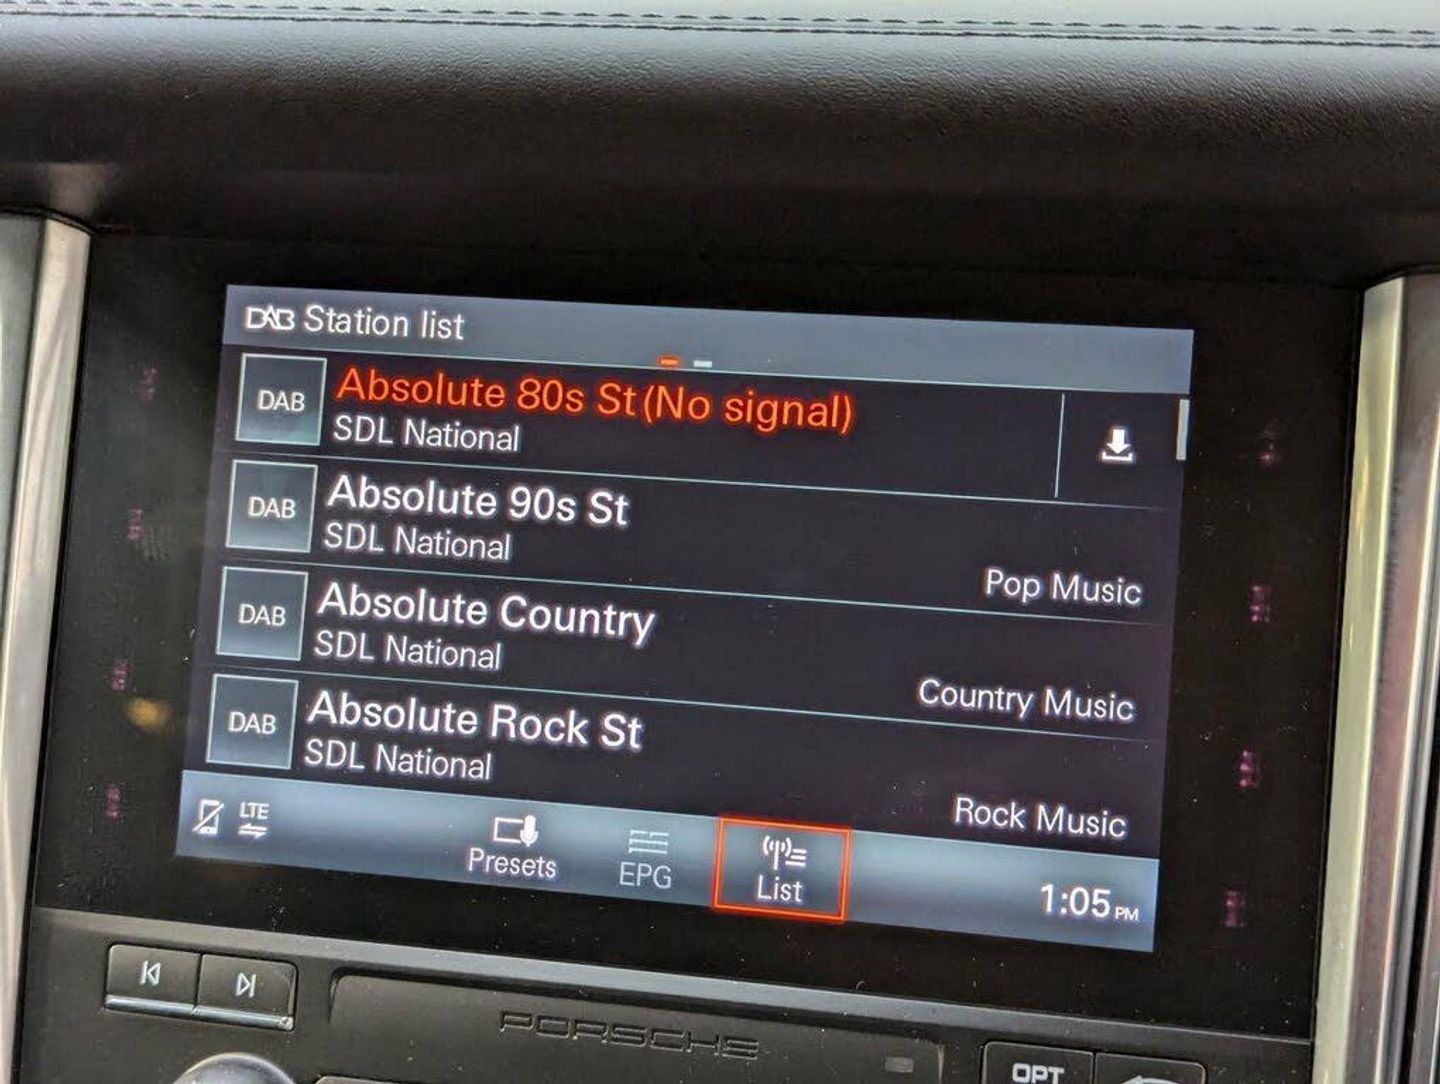 DAB Station list
DAB
Absolute 80s St(No signal)
SDL National
DAB
Absolute 90s St
SDL National
Pop Music
DAB
Absolute Country
SDL National
Country Music
DAB
Absolute Rock St
SDL National
Rock Music
LTE
Presets
EPG
List
1:05 PM
PORSCHE
OPT